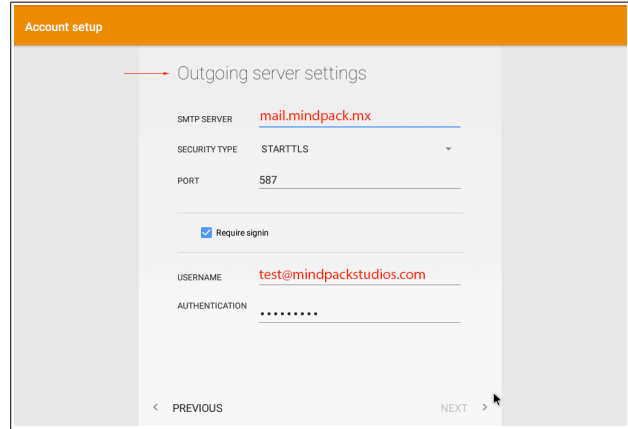 Account setup
Outgoing server settings
SMTP SERVER mail.mindpack.mx
SECURITY TYPE STARTTLS
PORT 587
Require signin
USERNAME test@mindpackstudios.com
AUTHENTICATION •••••••••
< PREVIOUS NEXT >